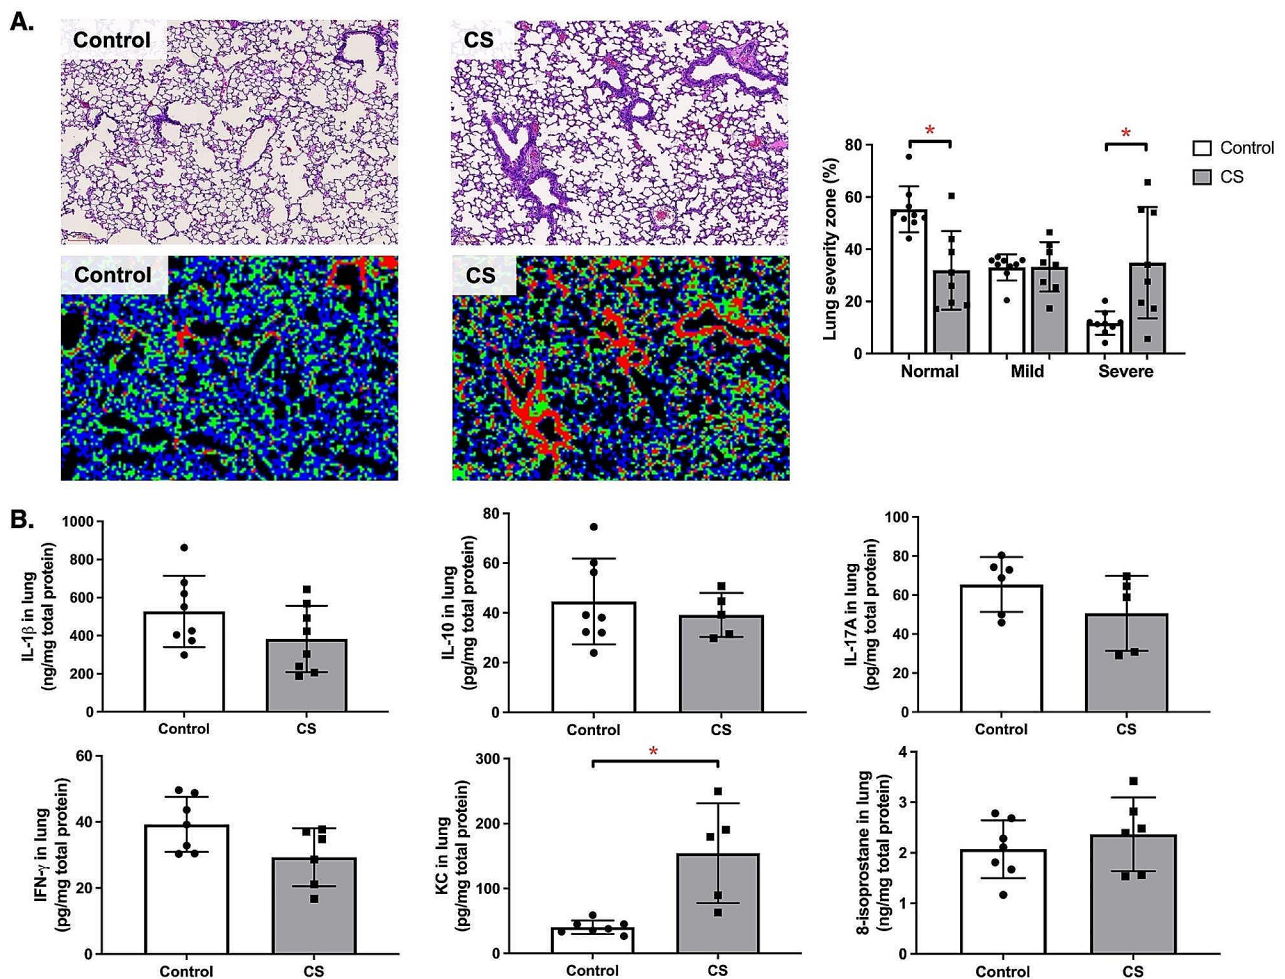 A.
Control
CS
Control
CS
Lung severity zone (%)
80
60
40
20
0
*
*
Normal
Mild
Severe
Control
CS
B.
IL-1β in lung
(ng/mg total protein)
1000
800
600
400
200
0
Control
CS
IL-10 in lung
(pg/mg total protein)
80
60
40
20
0
Control
CS
IL-17A in lung
(pg/mg total protein)
100
80
60
40
20
0
Control
CS
IFN-γ in lung
(pg/mg total protein)
60
40
20
0
Control
CS
KC in lung
(pg/mg total protein)
300
200
100
0
*
Control
CS
8-isoprostane in lung
(ng/mg total protein)
4
3
2
1
0
Control
CS